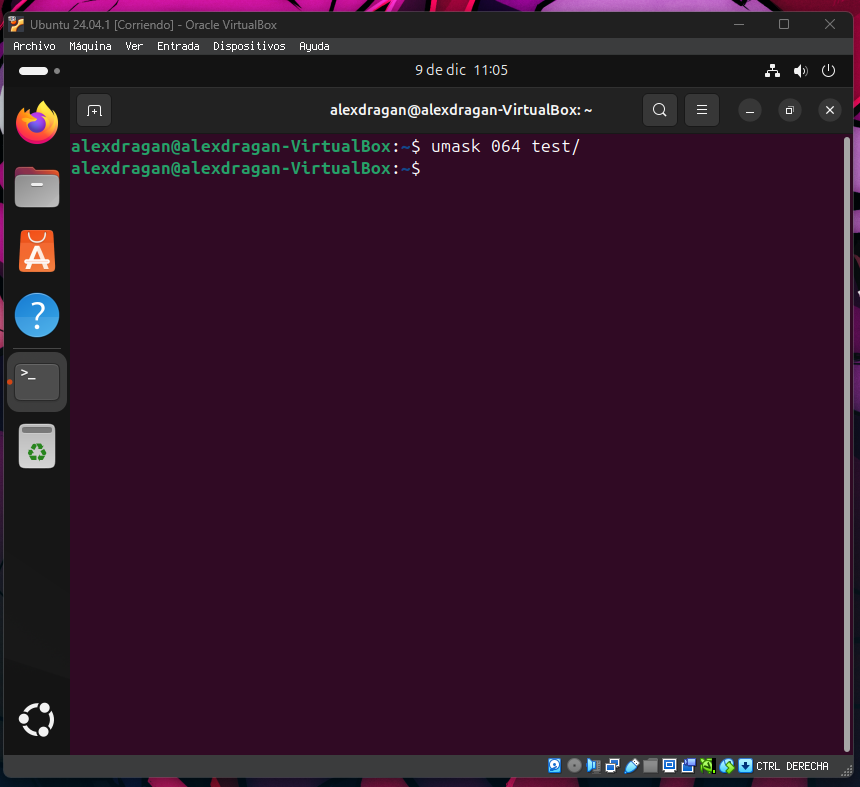 Ubuntu 24.04.1 [Corriendo] - Oracle VirtualBox
Archivo Máquina Ver Entrada Dispositivos Ayuda
9 de dic 11:05
alexdragan@alexdragan-VirtualBox: ~
alexdragan@alexdragan-VirtualBox:~$ umask 064 test/
alexdragan@alexdragan-VirtualBox:~$
CTRL DERECHA